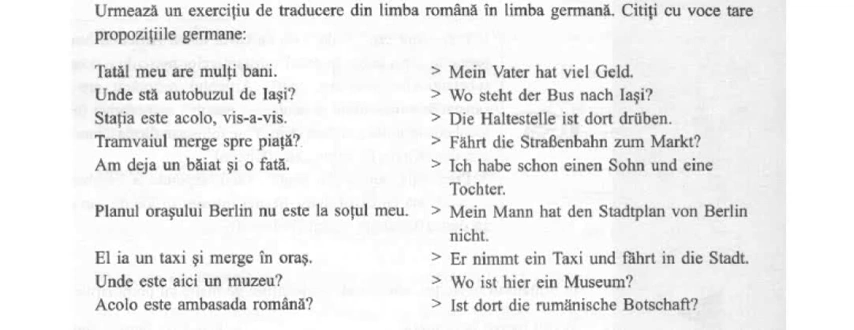 Urmează un exercițiu de traducere din limba română în limba germană. Citiți cu voce tare
propozițiile germane:
Tatăl meu are mulți bani. > Mein Vater hat viel Geld.
Unde stă autobuzul de Iași? > Wo steht der Bus nach Iași?
Stația este acolo, vis-a-vis. > Die Haltestelle ist dort drüben.
Tramvaiul merge spre piață? > Fährt die Straßenbahn zum Markt?
Am deja un băiat și o fată. > Ich habe schon einen Sohn und eine
Tochter.
Planul orașului Berlin nu este la soțul meu. > Mein Mann hat den Stadtplan von Berlin
nicht.
El ia un taxi și merge în oraș. > Er nimmt ein Taxi und fährt in die Stadt.
Unde este aici un muzeu? > Wo ist hier ein Museum?
Acolo este ambasada română? > Ist dort die rumänische Botschaft?